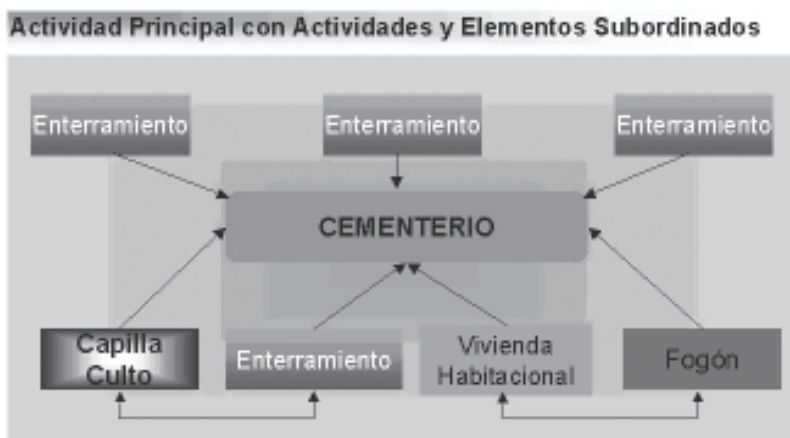 Actividad Principal con Actividades y Elementos Subordinados
Enterramiento
Enterramiento
Enterramiento
CEMENTERIO
Capilla
Culto
Enterramiento
Vivienda
Habitacional
Fogón